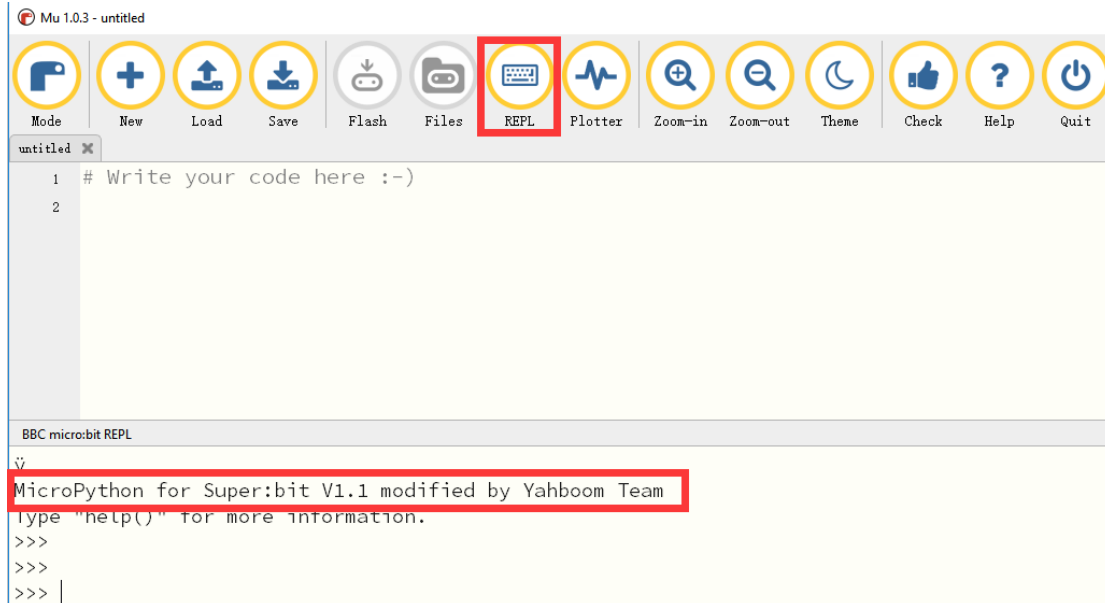 Mu 1.0.3 - untitled
Mode New Load Save Flash Files REPL Plotter Zoom-in Zoom-out Theme Check Help Quit
untitled
1 # Write your code here :-)
2
BBC micro:bit REPL
ÿ
MicroPython for Super:bit V1.1 modified by Yahboom Team
Type "help()" for more information.
>>>
>>>
>>>